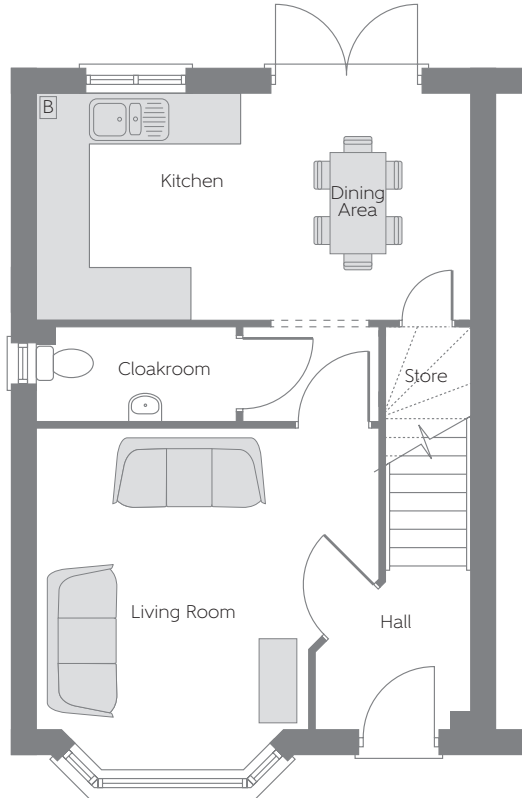 B
Kitchen
Dining
Area
Cloakroom
Store
Living Room
Hall